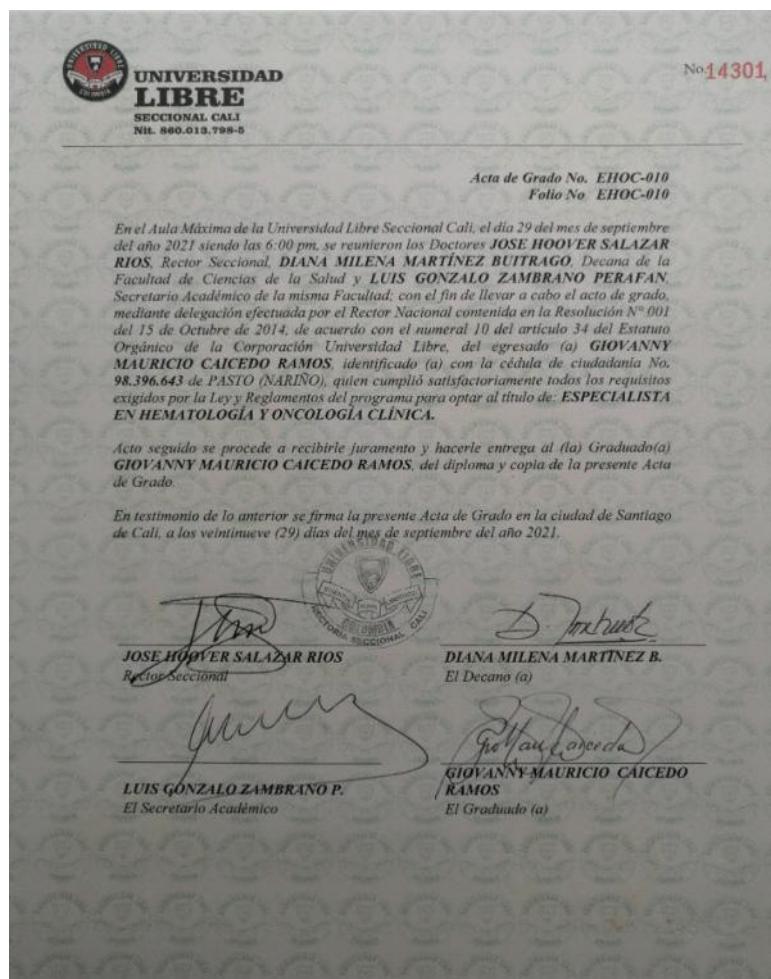 UNIVERSIDAD
LIBRE
SECCIONAL CALI
Nit. 860.013.798-5
No. 14301
Acta de Grado No. EHOC-010
Folio No EHOC-010
En el Aula Máxima de la Universidad Libre Seccional Cali, el día 29 del mes de septiembre
del año 2021 siendo las 6:00 pm, se reunieron los Doctores JOSE HOOVER SALAZAR
RIOS, Rector Seccional, DIANA MILENA MARTÍNEZ BUITRAGO, Decana de la
Facultad de Ciencias de la Salud y LUIS GONZALO ZAMBRANO PERAFAN,
Secretario Académico de la misma Facultad; con el fin de llevar a cabo el acto de grado,
mediante delegación efectuada por el Rector Nacional contenida en la Resolución N° 001
del 15 de Octubre de 2014, de acuerdo con el numeral 10 del artículo 34 del Estatuto
Orgánico de la Corporación Universidad Libre, del egresado (a) GIOVANNY
MAURICIO CAICEDO RAMOS, identificado (a) con la cédula de ciudadanía No.
98.396.643 de PASTO (NARIÑO), quien cumplió satisfactoriamente todos los requisitos
exigidos por la Ley y Reglamentos del programa para optar al título de: ESPECIALISTA
EN HEMATOLOGÍA Y ONCOLOGÍA CLÍNICA.
Acto seguido se procede a recibirle juramento y hacerle entrega al (la) Graduado(a)
GIOVANNY MAURICIO CAICEDO RAMOS, del diploma y copia de la presente Acta
de Grado.
En testimonio de lo anterior se firma la presente Acta de Grado en la ciudad de Santiago
de Cali, a los veintinueve (29) días del mes de septiembre del año 2021.
UNIVERSIDAD LIBRE
COLOMBIA
RECTORIA SECCIONAL CALI
JOSE HOOVER SALAZAR RIOS
Rector Seccional
DIANA MILENA MARTÍNEZ B.
El Decano (a)
LUIS GONZALO ZAMBRANO P.
El Secretario Académico
GIOVANNY MAURICIO CAICEDO
RAMOS
El Graduado (a)